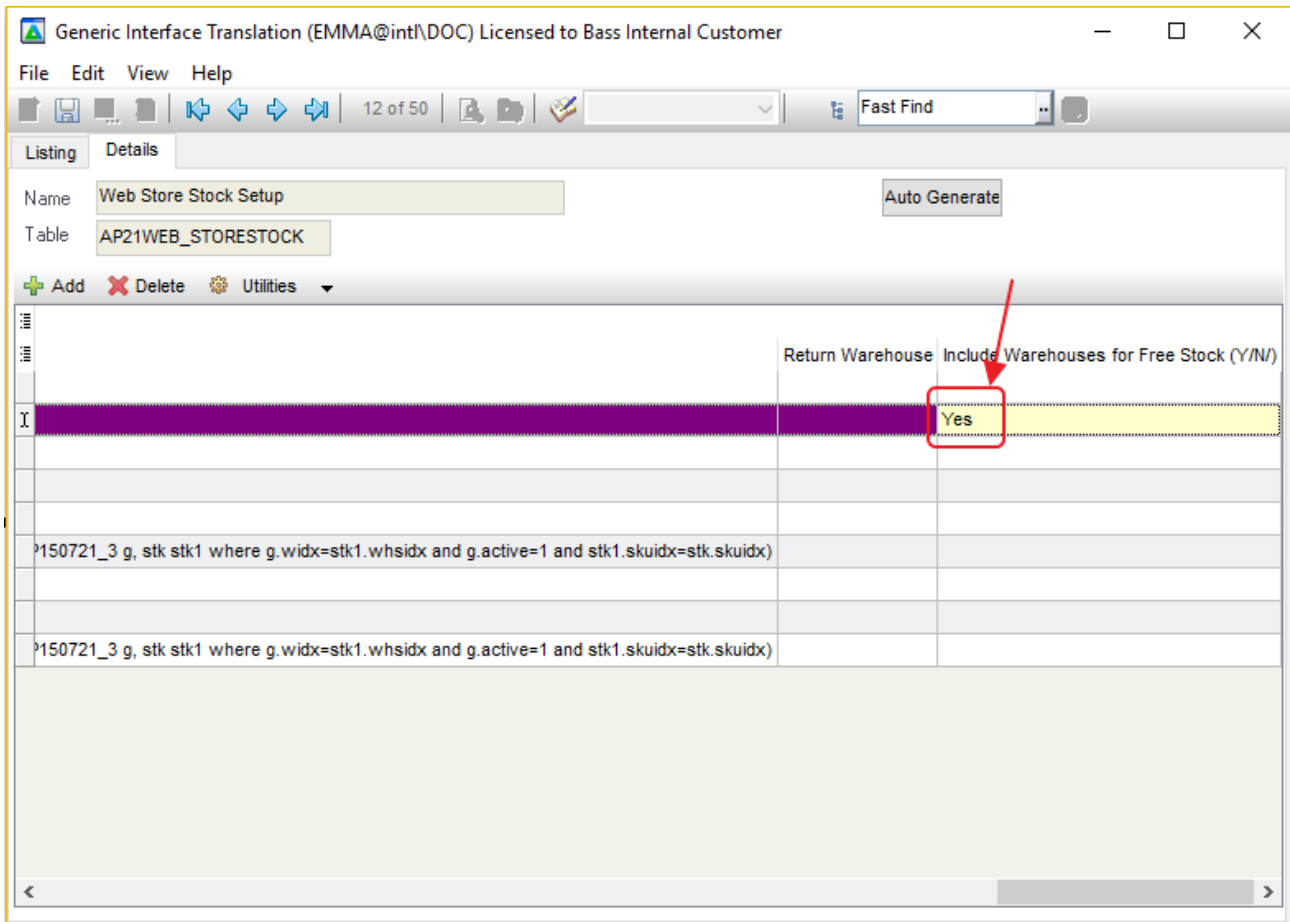 Generic Interface Translation (EMMA@intl\DOC) Licensed to Bass Internal Customer
File Edit View Help
12 of 50 Fast Find
Listing Details
Name Web Store Stock Setup Auto Generate
Table AP21WEB_STORESTOCK
Add Delete Utilities
Return Warehouse Include Warehouses for Free Stock (Y/N/)
Yes
P150721_3 g, stk stk1 where g.widx=stk1.whsidx and g.active=1 and stk1.skuidx=stk.skuidx)
P150721_3 g, stk stk1 where g.widx=stk1.whsidx and g.active=1 and stk1.skuidx=stk.skuidx)